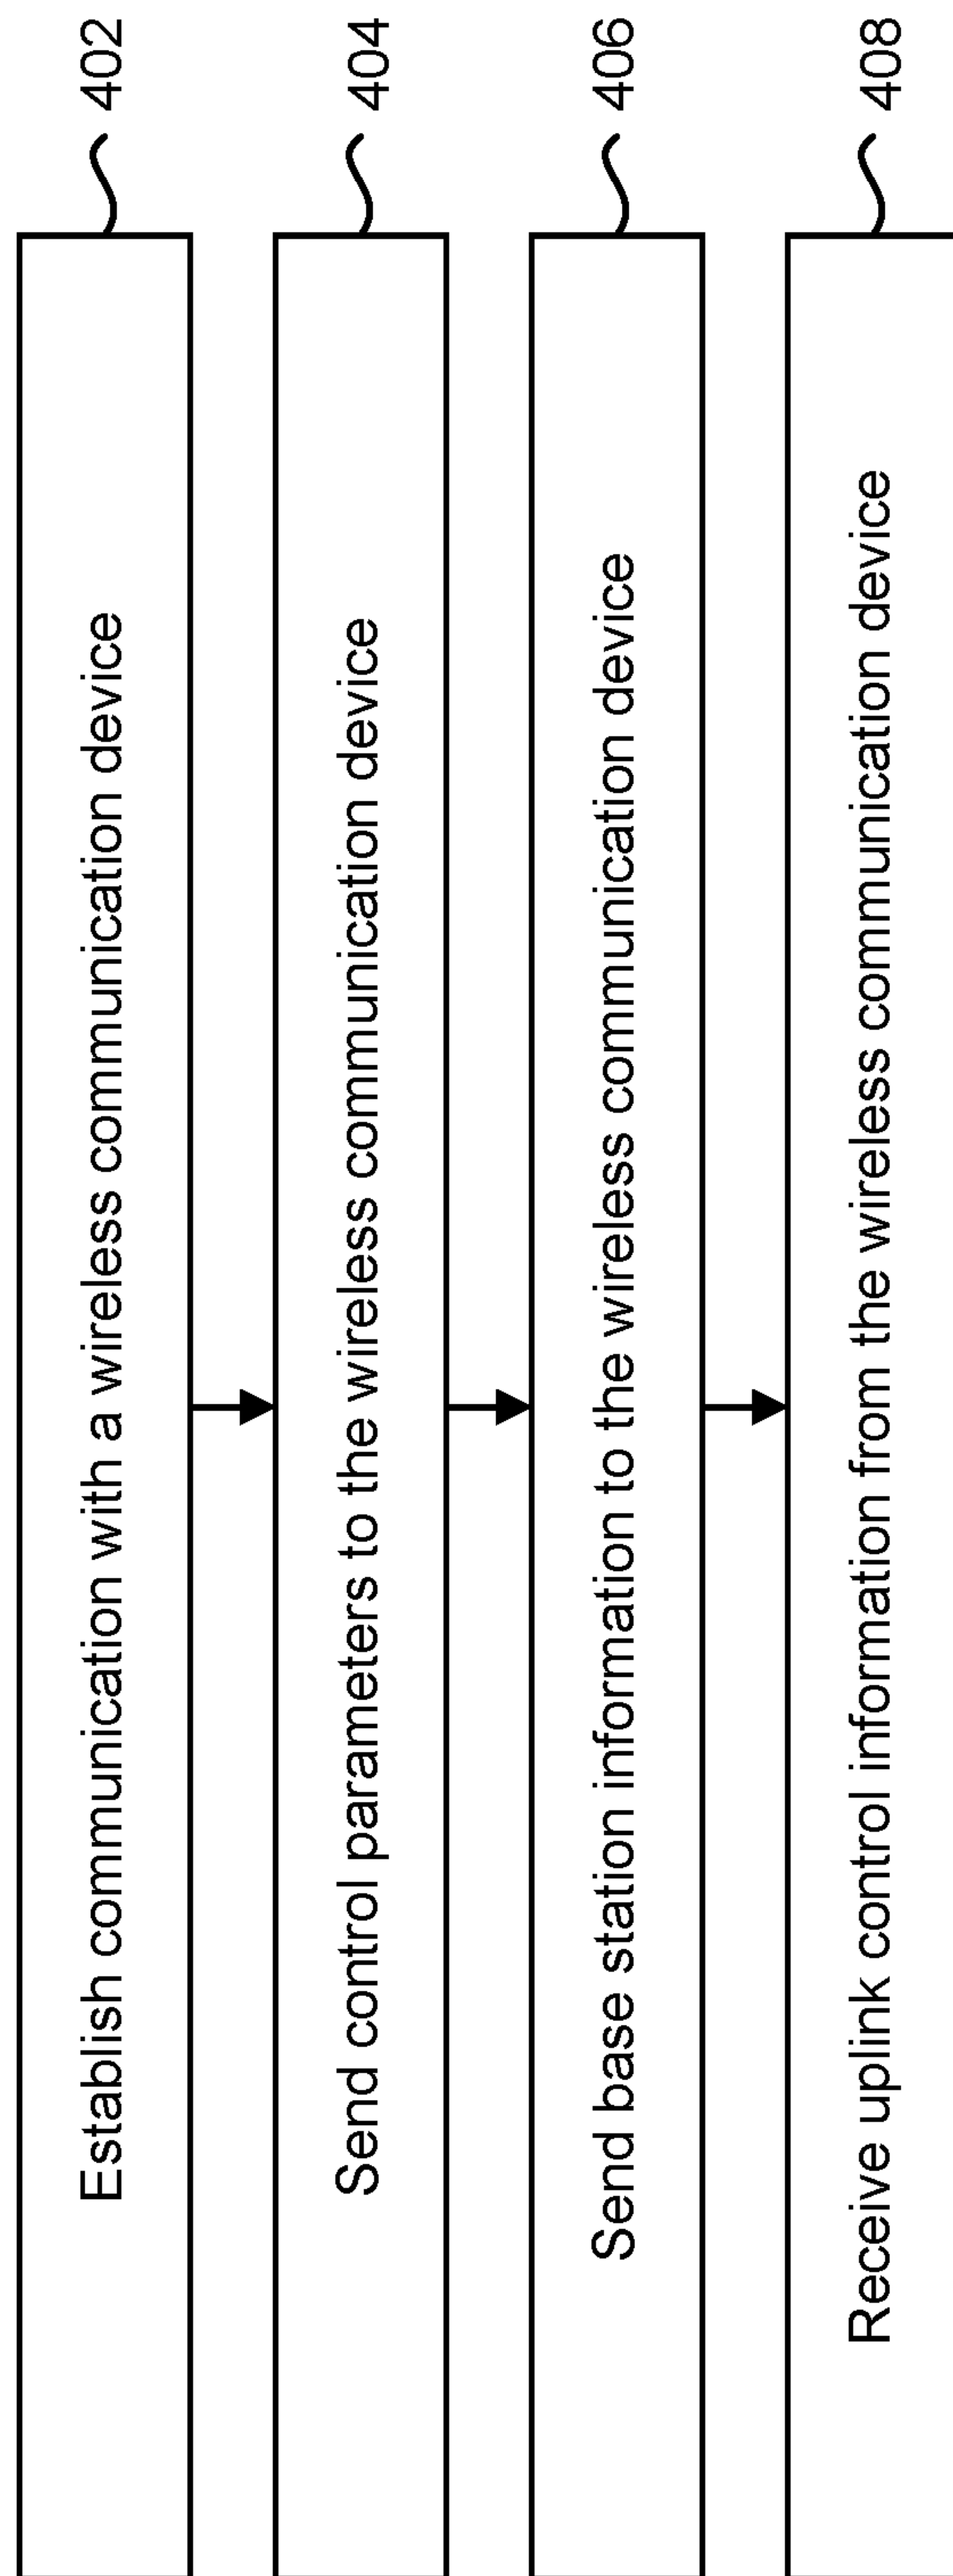 Establish communication with a wireless communication device
402
Send control parameters to the wireless communication device
404
Send base station information to the wireless communication device
406
Receive uplink control information from the wireless communication device
408